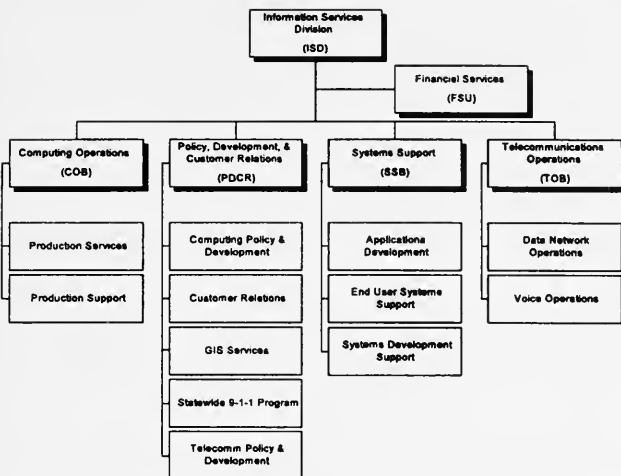 Information Services
Division
(ISD)
Financiel Services
(FSU)
Computing Operations
(COB)
Policy, Development, &
Customer Relations
(PDCR)
Systems Support
(SSB)
Telecommunications
Operations
(TOB)
Production Services
Production Support
Computing Policy &
Development
Customer Relations
GIS Services
Statewide 9-1-1 Program
Telecomm Policy &
Development
Applications
Development
End User Systems
Support
Systems Development
Support
Data Network
Operations
Voice Operations